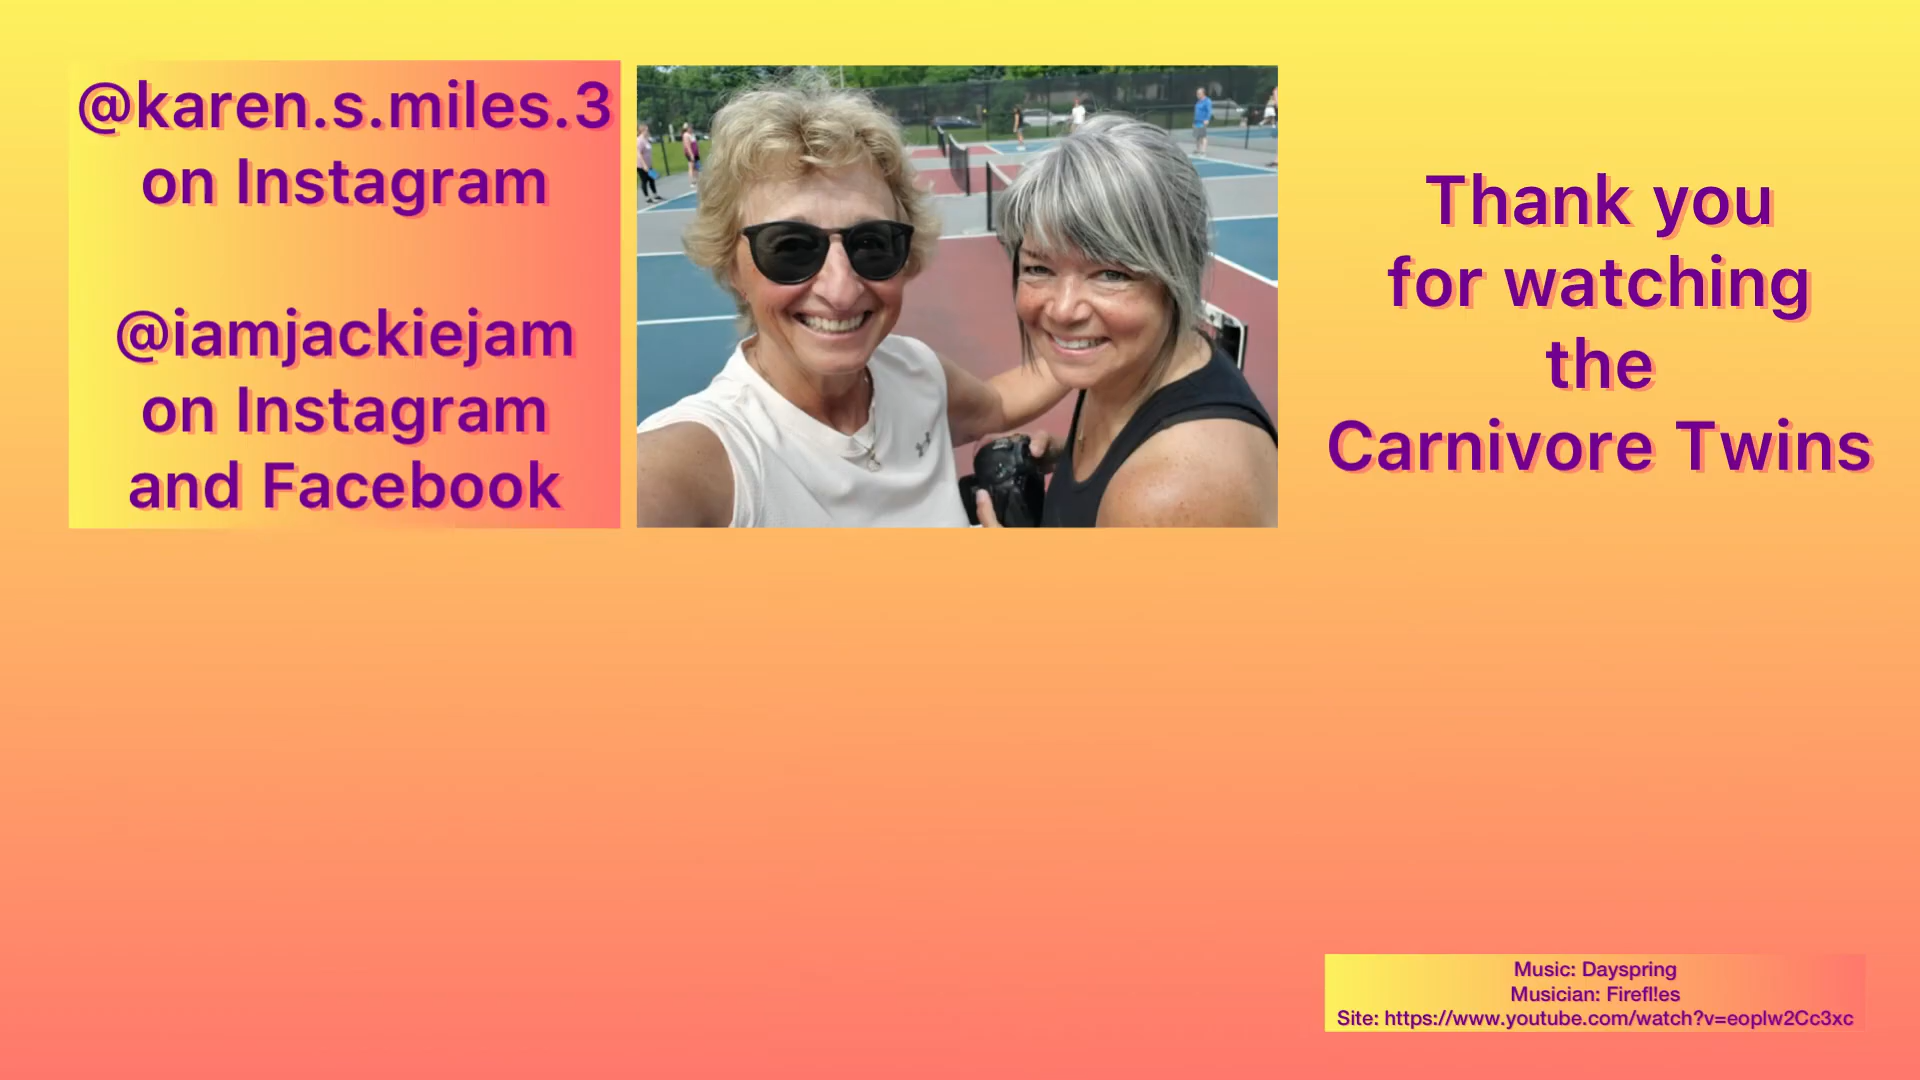 @karen.s.miles.3
on Instagram
@iamjackiejam
on Instagram
and Facebook
Thank you
for watching
the
Carnivore Twins
Music: Dayspring
Musician: Firefl!es
Site: https://www.youtube.com/watch?v=eoplw2Cc3xc